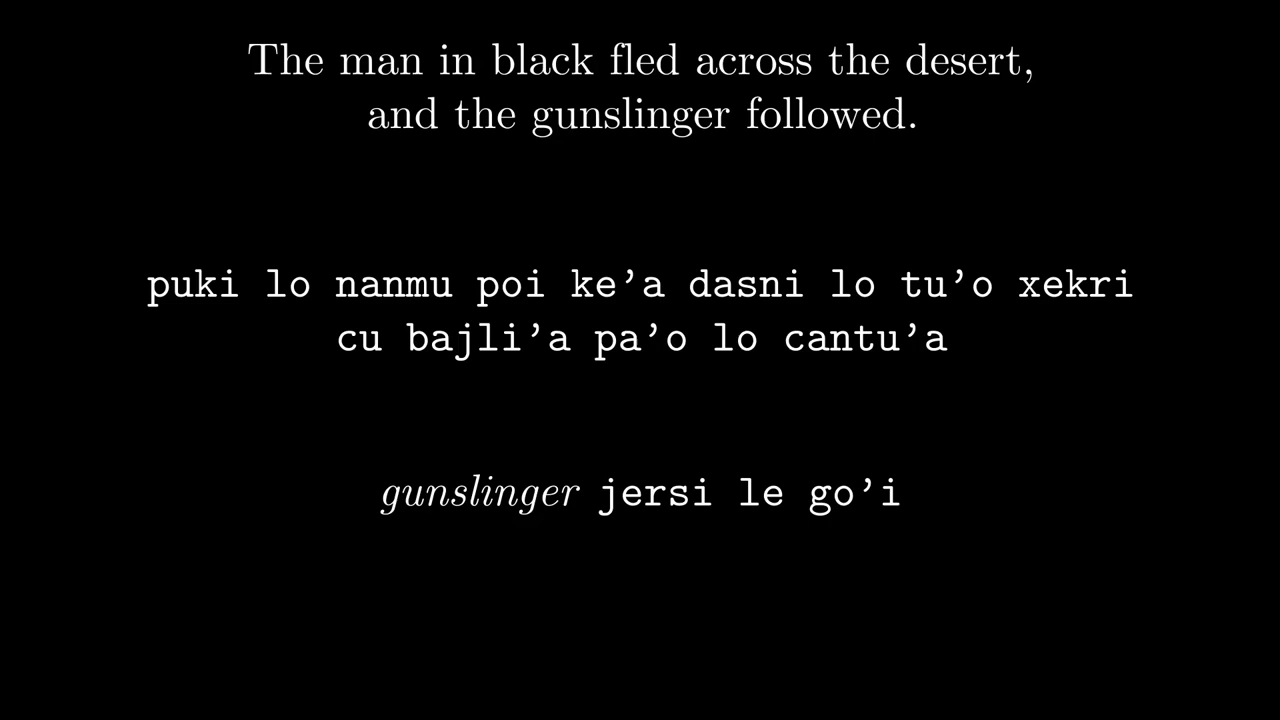 The man in black fled across the desert,
and the gunslinger followed.
puki lo nanmu poi ke’a dasni lo tu’o xekri
cu bajli’a pa’o lo cantu’a
gunslinger jersi le go’i